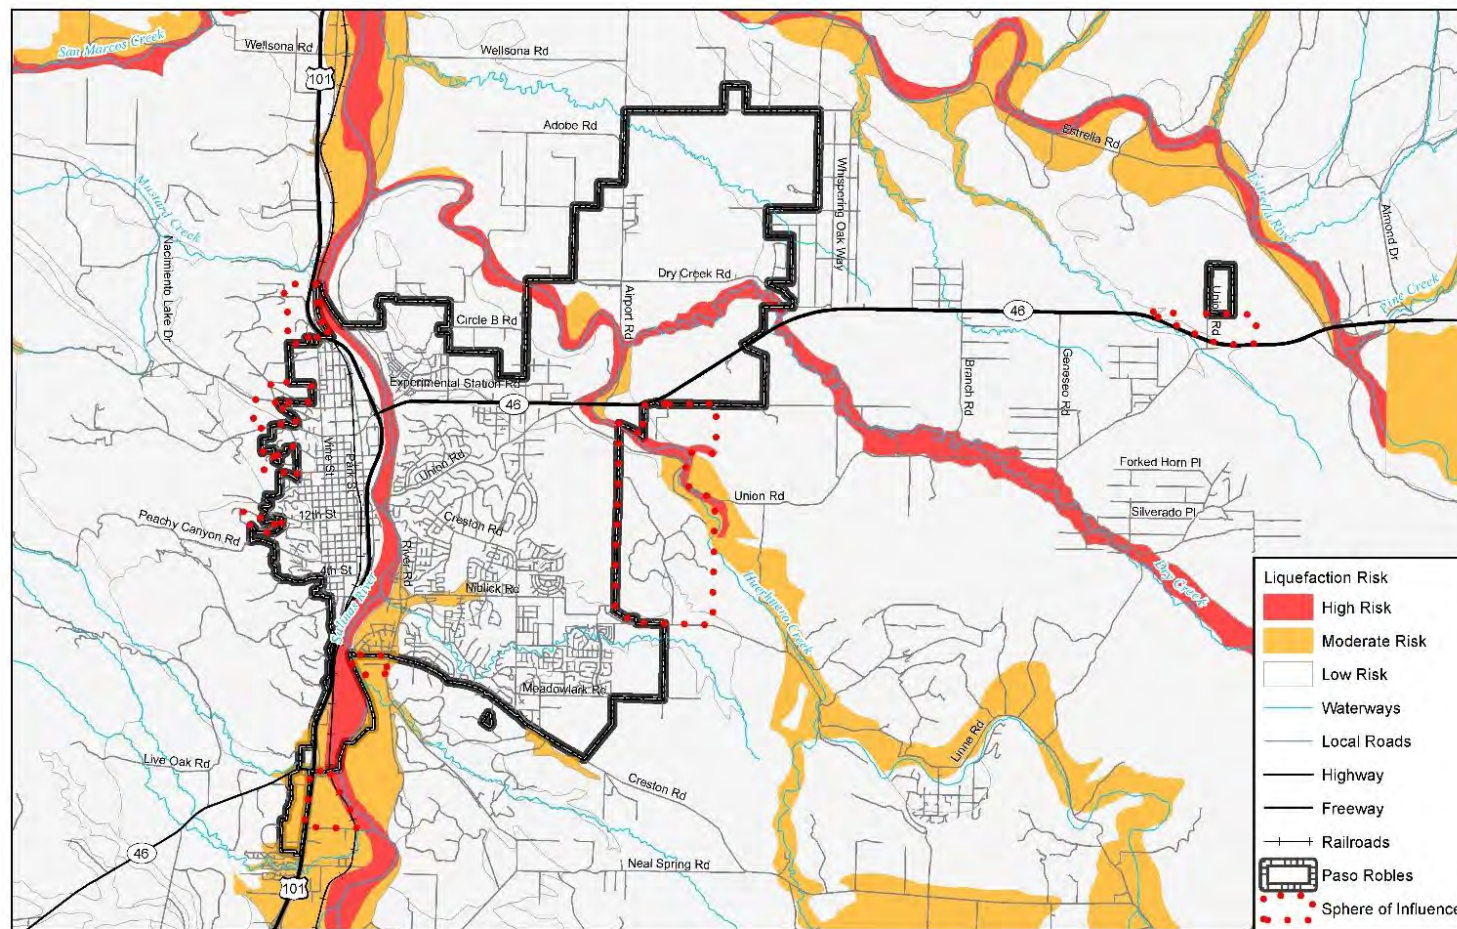 San Marcos Creek
Wellsona Rd
Wellsona Rd
101
Adobe Rd
Estrella Rd
Mustard Creek
Nacimiento Lake Dr
Whispering Oak Way
Estrella River
Almond Dr
Dry Creek Rd
Airport Rd
Union Rd
Circle B Rd
46
Experimental Station Rd
46
Branch Rd
Geneseo Rd
Vine St
Park S
Union Rd
Forked Horn Pl
Union Rd
Silverado Pl
12th St
Creston Rd
Peachy Canyon Rd
4th St
River Rd
Niblick Rd
Salinas River
Huerhuero Creek
Dry Creek
Meadowlark Rd
Linne Rd
Live Oak Rd
Creston Rd
46
Neal Spring Rd
101
Liquefaction Risk
High Risk
Moderate Risk
Low Risk
Waterways
Local Roads
Highway
Freeway
Railroads
Paso Robles
Sphere of Influence